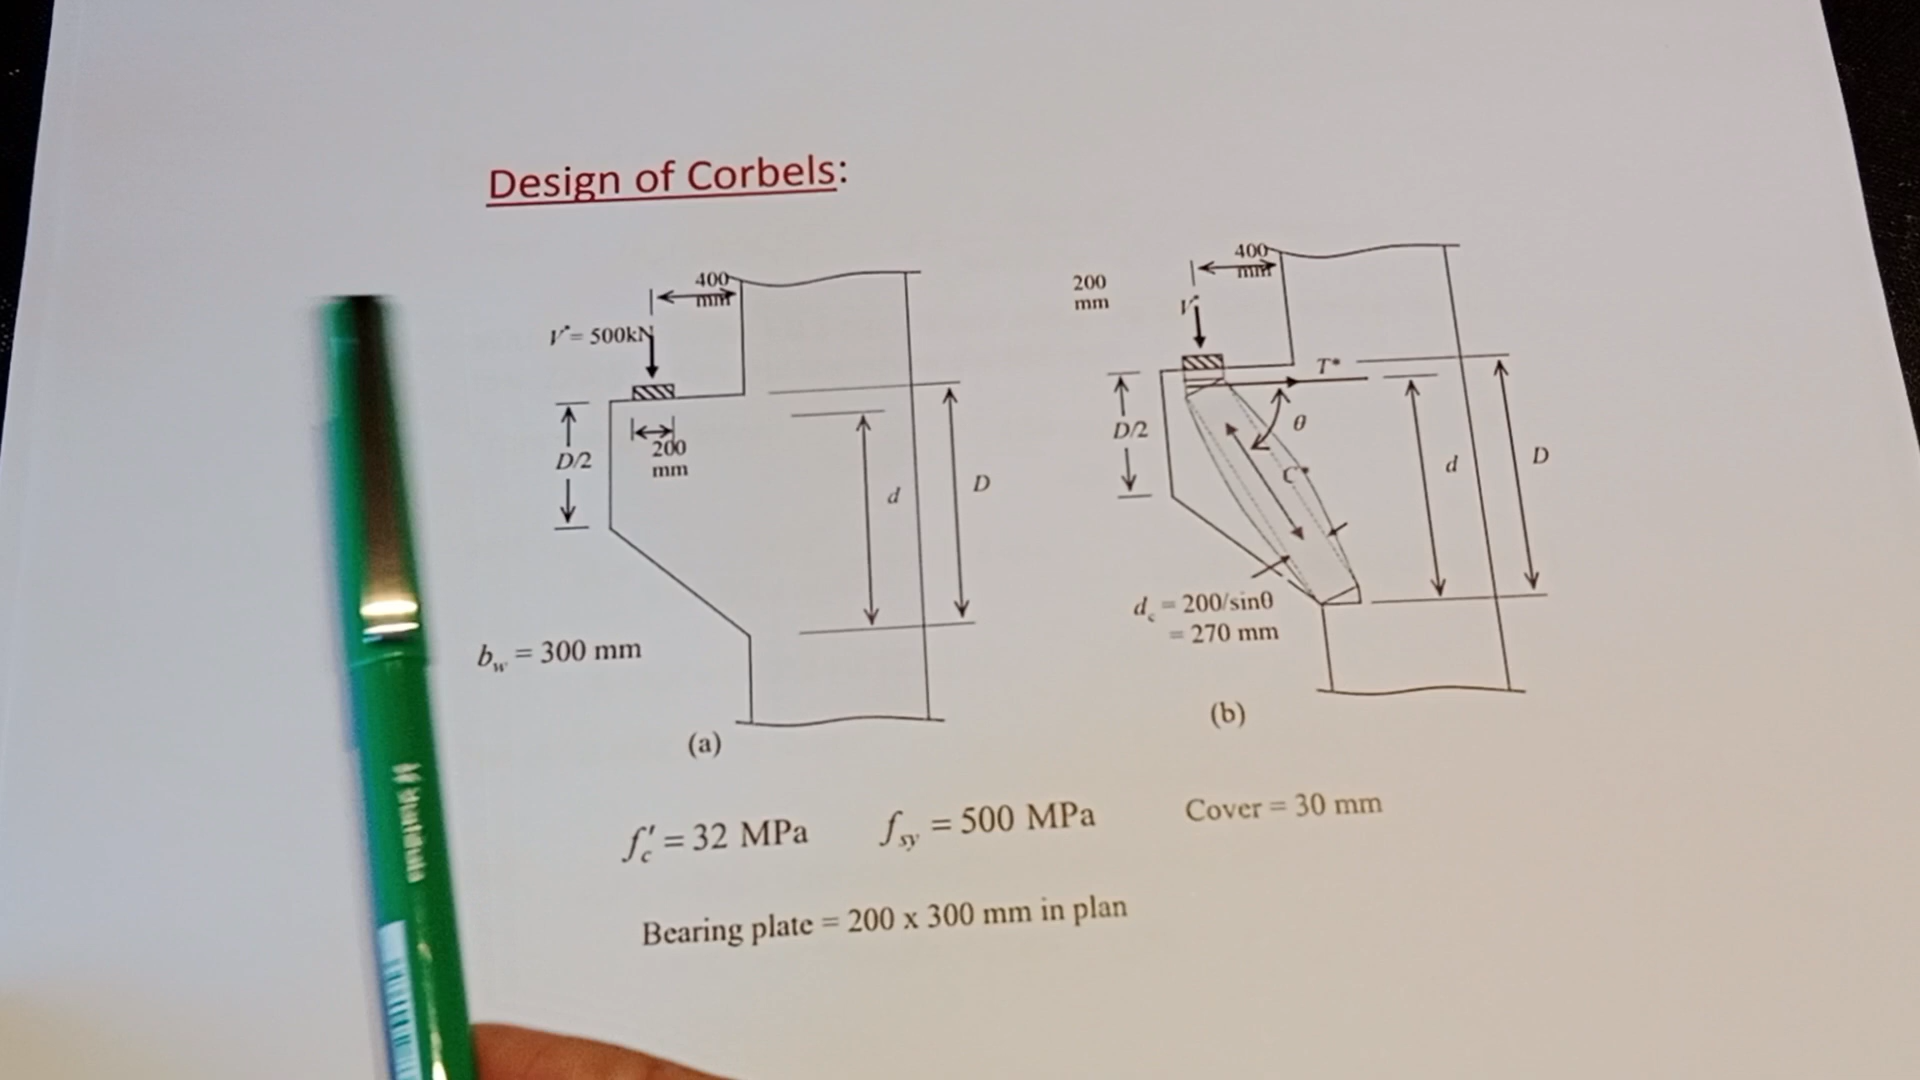 Design of Corbels:
400
mm
V* = 500kN
D/2
200
mm
d
D
b_w = 300 mm
(a)
200
mm
400
mm
V*
T*
θ
D/2
C*
d
D
d_c = 200/sinθ
= 270 mm
(b)
f'_c = 32 MPa
f_sy = 500 MPa
Cover = 30 mm
Bearing plate = 200 x 300 mm in plan